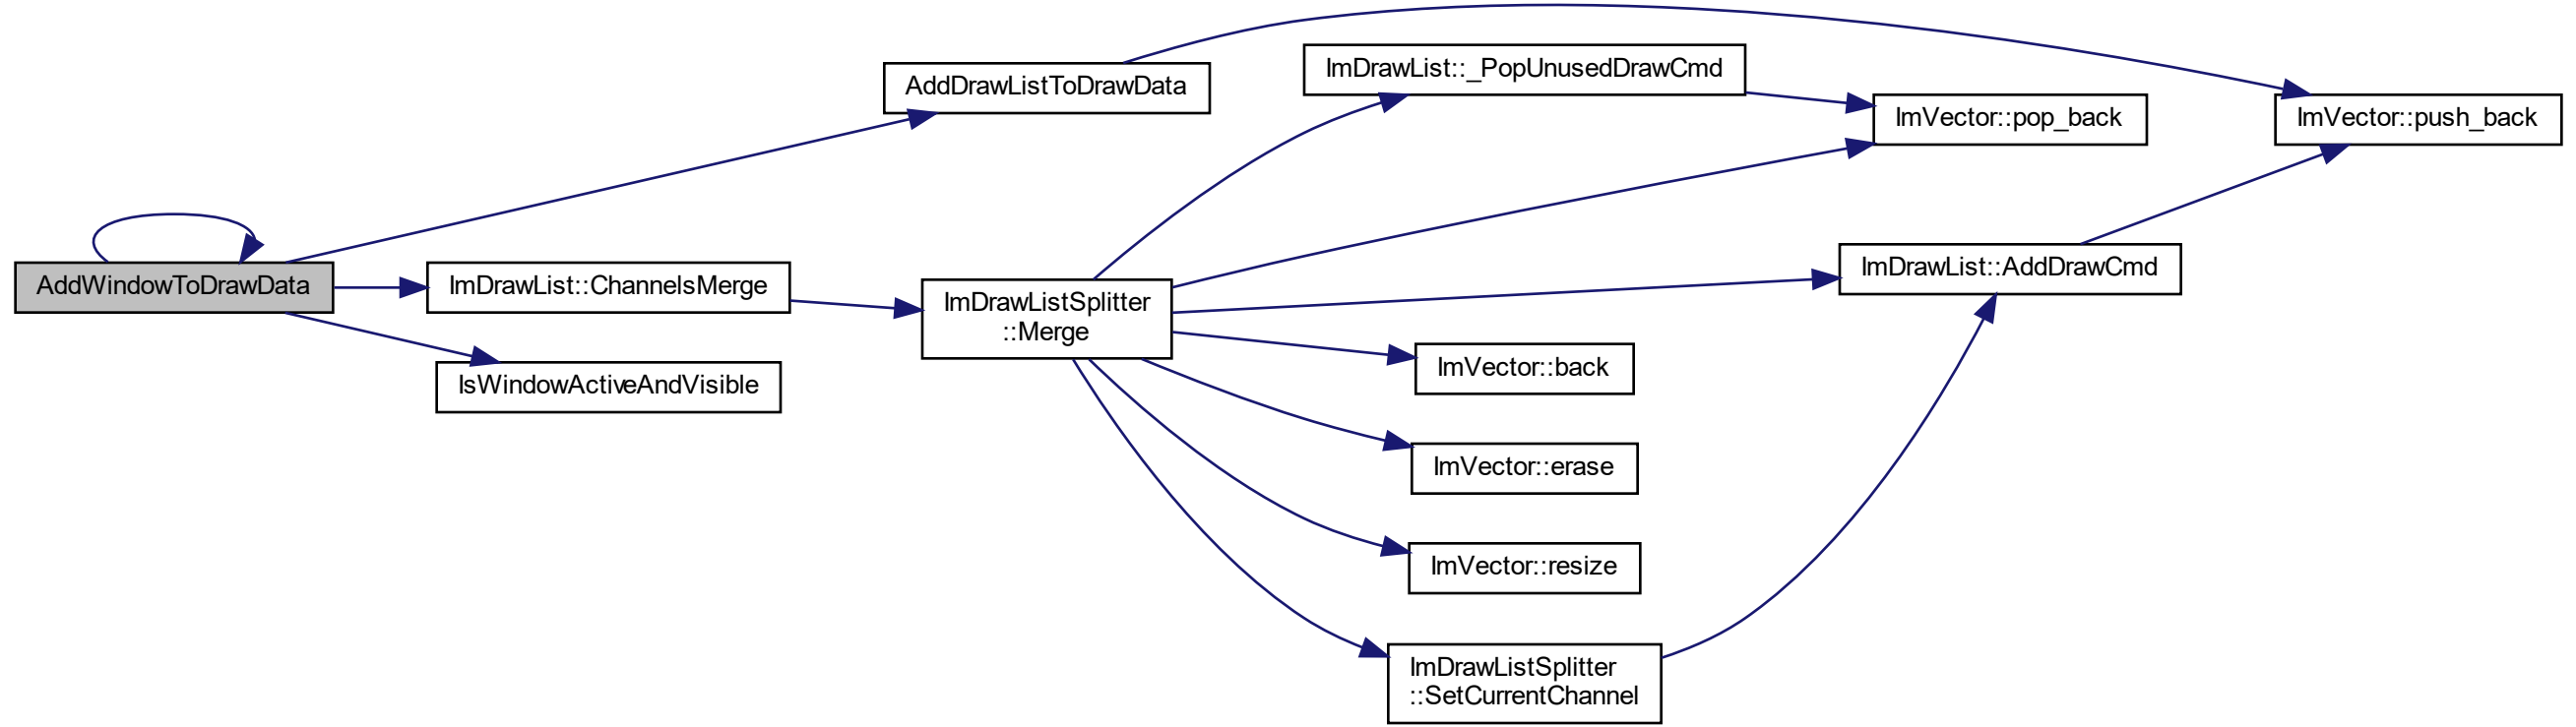 AddWindowToDrawData
AddDrawListToDrawData
ImDrawList::ChannelsMerge
IsWindowActiveAndVisible
ImDrawListSplitter
::Merge
ImDrawList::_PopUnusedDrawCmd
ImVector::pop_back
ImVector::push_back
ImDrawList::AddDrawCmd
ImVector::back
ImVector::erase
ImVector::resize
ImDrawListSplitter
::SetCurrentChannel